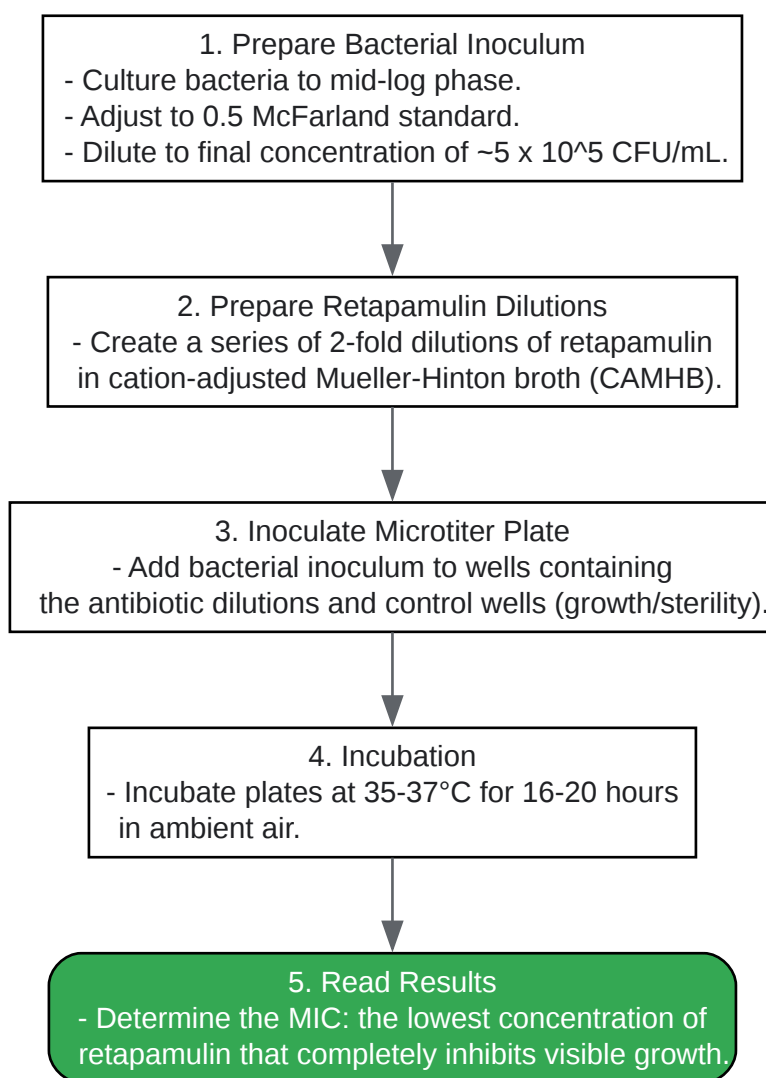 1. Prepare Bacterial Inoculum
- Culture bacteria to mid-log phase.
- Adjust to 0.5 McFarland standard.
- Dilute to final concentration of ~5 x 10^5 CFU/mL.
2. Prepare Retapamulin Dilutions
- Create a series of 2-fold dilutions of retapamulin
in cation-adjusted Mueller-Hinton broth (CAMHB).
3. Inoculate Microtiter Plate
- Add bacterial inoculum to wells containing
the antibiotic dilutions and control wells (growth/sterility).
4. Incubation
- Incubate plates at 35-37°C for 16-20 hours
in ambient air.
5. Read Results
- Determine the MIC: the lowest concentration of
retapamulin that completely inhibits visible growth.